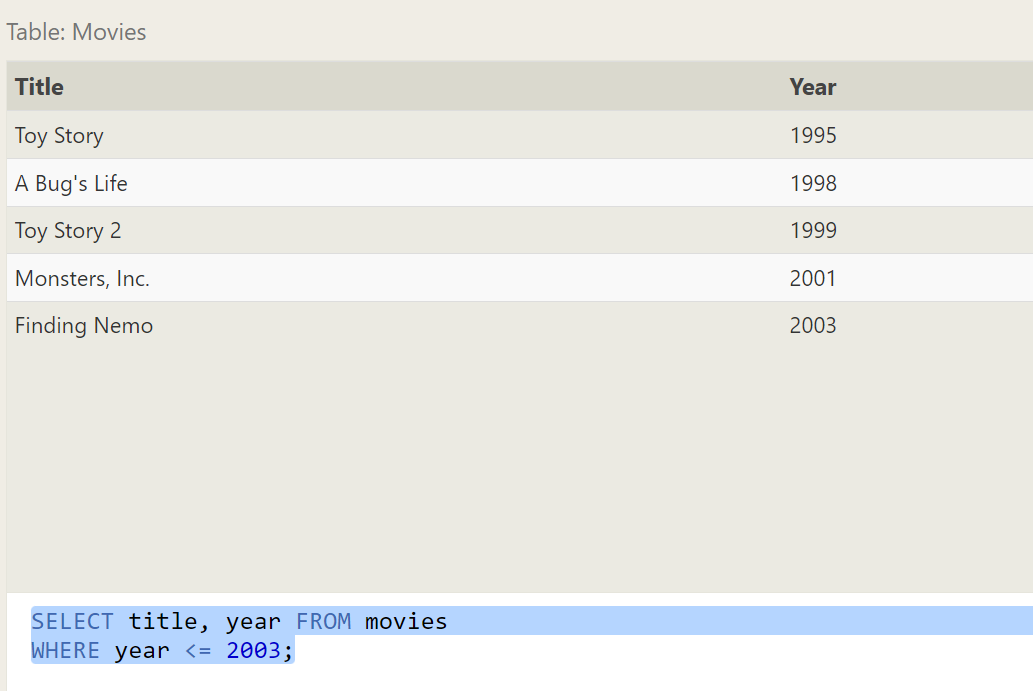 Table: Movies
Title Year
Toy Story 1995
A Bug's Life 1998
Toy Story 2 1999
Monsters, Inc. 2001
Finding Nemo 2003
SELECT title, year FROM movies
WHERE year <= 2003;